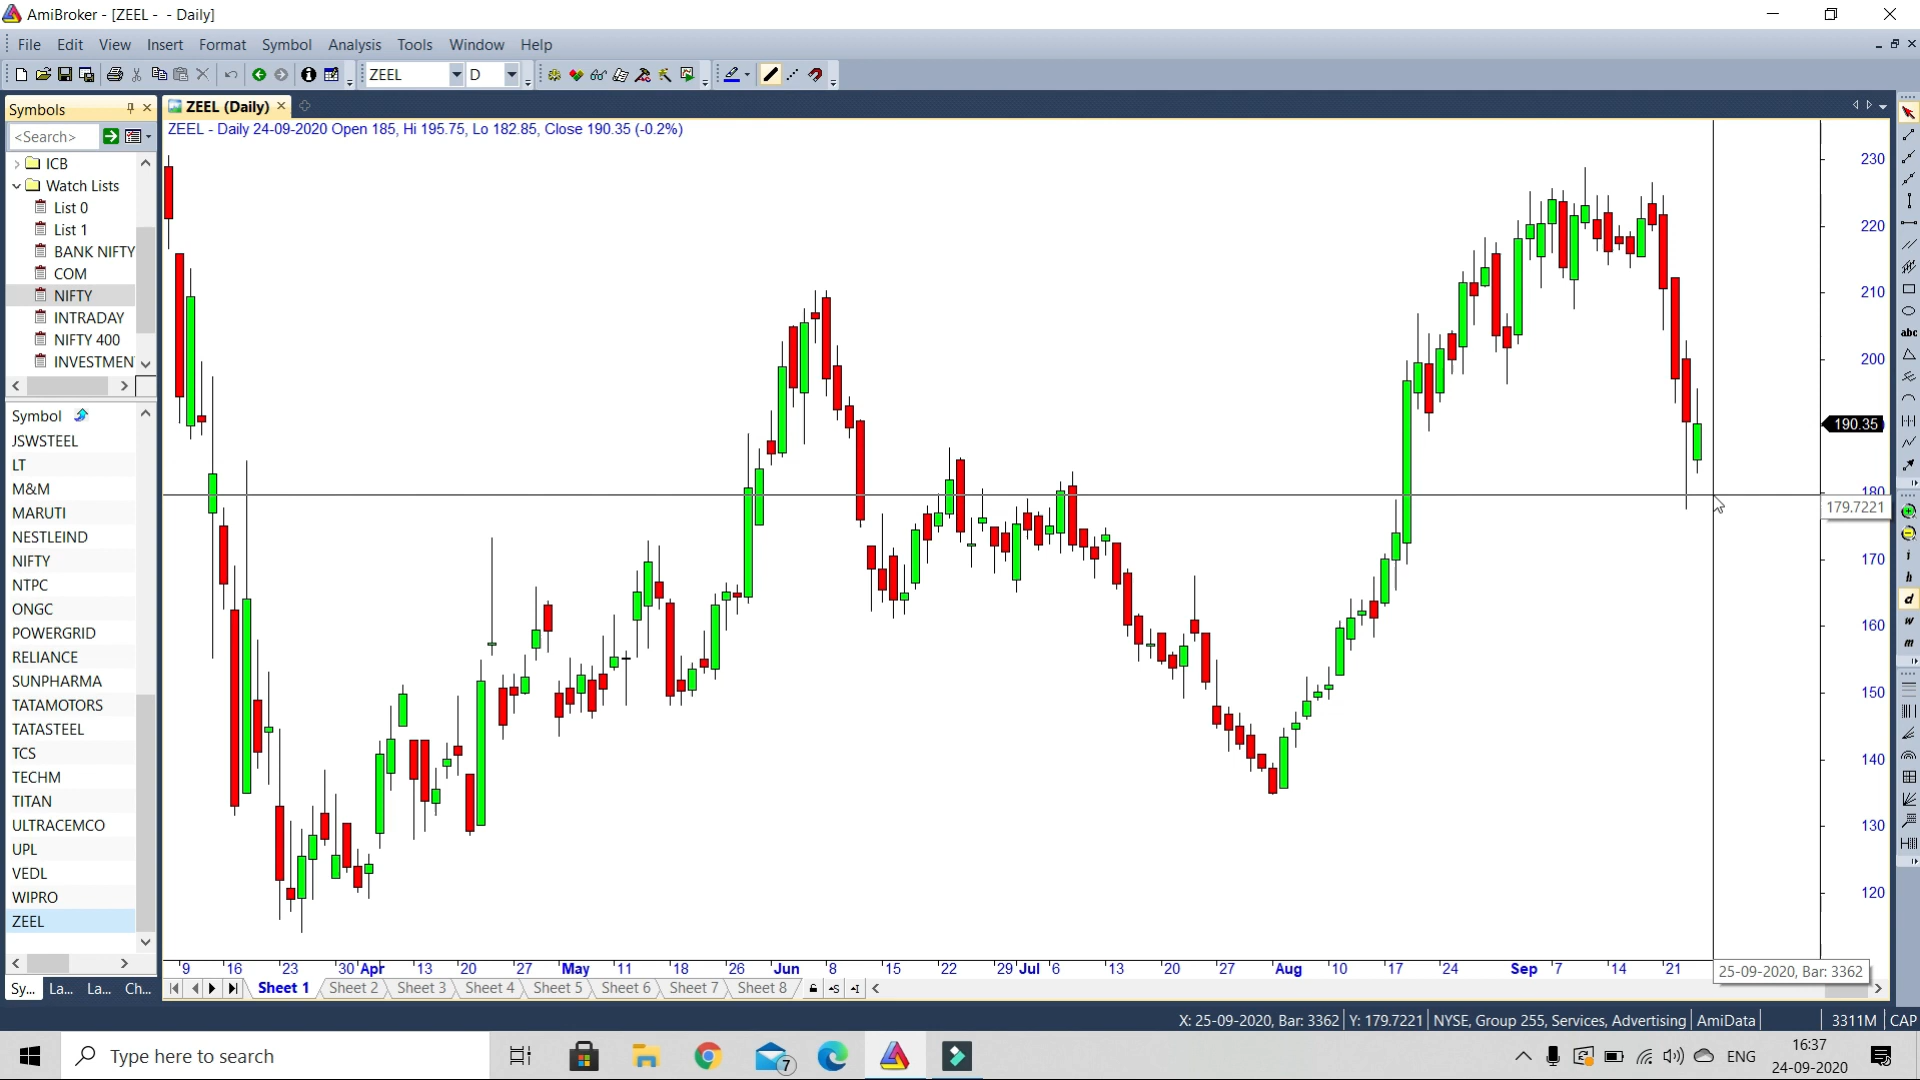 AmiBroker - [ZEEL - - Daily]
File Edit View Insert Format Symbol Analysis Tools Window Help
ZEEL D
Symbols
ZEEL (Daily)
<Search>
ZEEL - Daily 24-09-2020 Open 185, Hi 195.75, Lo 182.85, Close 190.35 (-0.2%)
ICB
Watch Lists
List 0
List 1
BANK NIFTY
COM
NIFTY
INTRADAY
NIFTY 400
INVESTMEN
Symbol
JSWSTEEL
LT
M&M
MARUTI
NESTLEIND
NIFTY
NTPC
ONGC
POWERGRID
RELIANCE
SUNPHARMA
TATAMOTORS
TATASTEEL
TCS
TECHM
TITAN
ULTRACEMCO
UPL
VEDL
WIPRO
ZEEL
230
220
210
200
190.35
180
179.7221
170
160
150
140
130
120
abc
i
h
d
w
m
9 16 23 30 Apr 13 20 27 May 11 18 26 Jun 8 15 22 29 Jul 6 13 20 27 Aug 10 17 24 Sep 7 14 21
25-09-2020, Bar: 3362
Sy... La... La... Ch...
Sheet 1 Sheet 2 Sheet 3 Sheet 4 Sheet 5 Sheet 6 Sheet 7 Sheet 8
X: 25-09-2020, Bar: 3362 Y: 179.7221 NYSE, Group 255, Services, Advertising AmiData 3311M CAP
Type here to search
7
ENG
16:37
24-09-2020